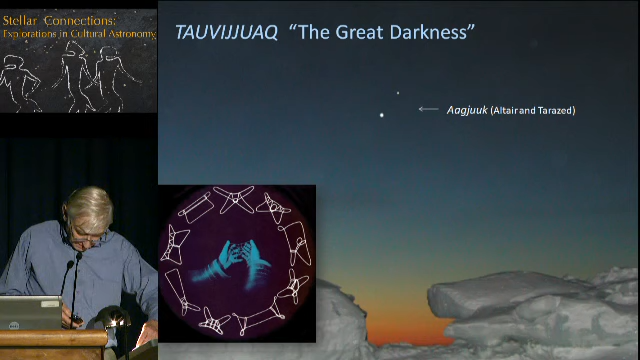 Stellar Connections:
Explorations in Cultural Astronomy
TAUVIJJUAQ "The Great Darkness"
Aagjuuk (Altair and Tarazed)